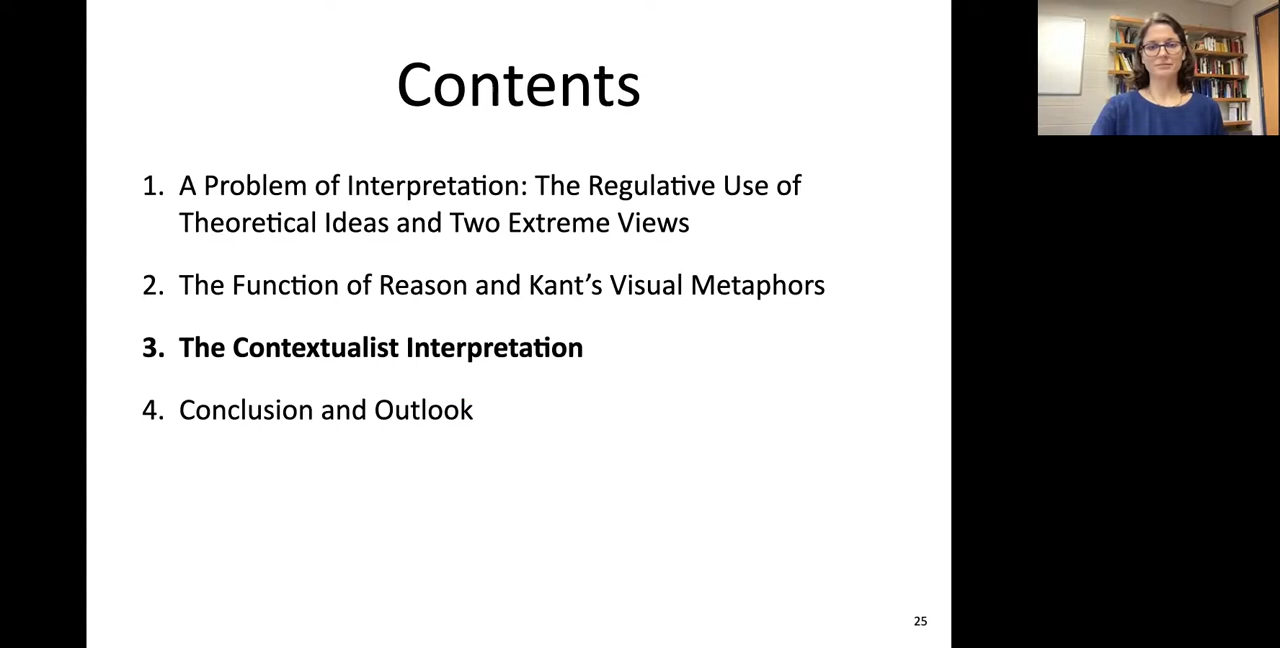 Contents
1. A Problem of Interpretation: The Regulative Use of
Theoretical Ideas and Two Extreme Views
2. The Function of Reason and Kant’s Visual Metaphors
3. The Contextualist Interpretation
4. Conclusion and Outlook
25